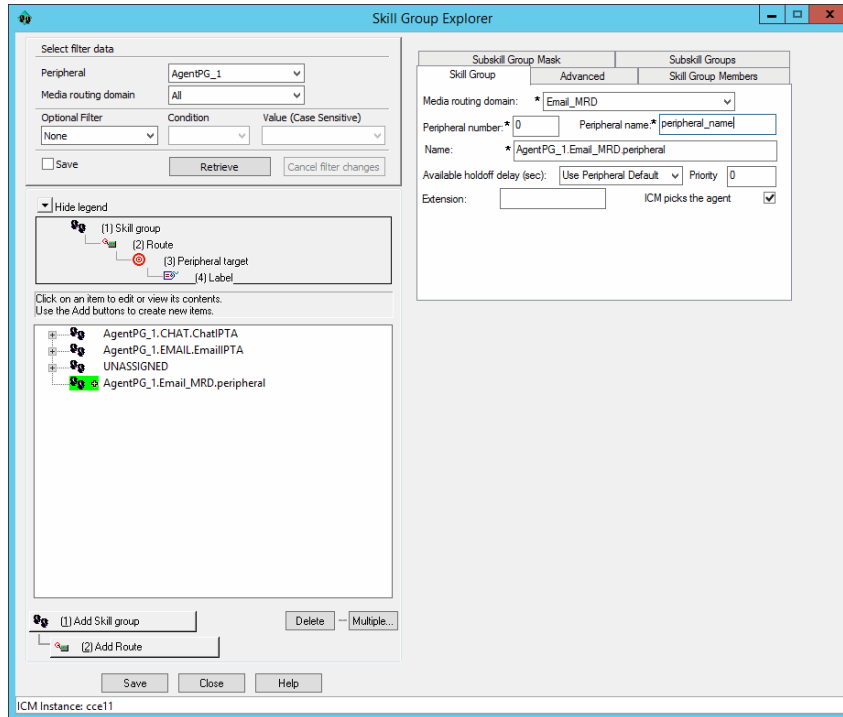 Skill Group Explorer
Select filter data
Peripheral AgentPG_1
Media routing domain All
Optional Filter Condition Value (Case Sensitive)
None
Save Retrieve Cancel filter changes
Hide legend
(1) Skill group
(2) Route
(3) Peripheral target
(4) Label
Click on an item to edit or view its contents.
Use the Add buttons to create new items.
AgentPG_1.CHAT.ChatIPTA
AgentPG_1.EMAIL.EmailIPTA
UNASSIGNED
AgentPG_1.Email_MRD.peripheral
(1) Add Skill group Delete Multiple...
(2) Add Route
Save Close Help
ICM Instance: cce11
Subskill Group Mask Subskill Groups
Skill Group Advanced Skill Group Members
Media routing domain: * Email_MRD
Peripheral number: * 0 Peripheral name: * peripheral_name
Name: * AgentPG_1.Email_MRD.peripheral
Available holdoff delay (sec): Use Peripheral Default Priority 0
Extension: ICM picks the agent